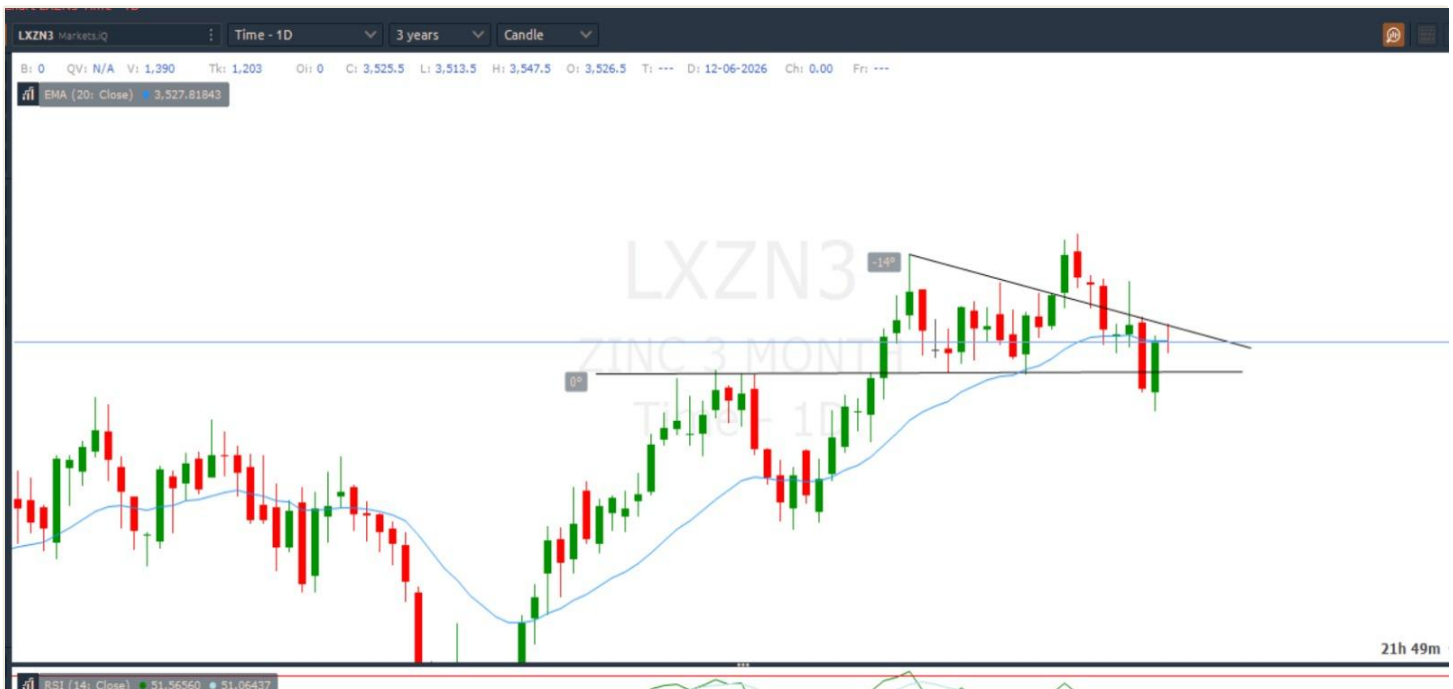 LXZN3 Markets.iQ Time - 1D 3 years Candle
B: 0 QV: N/A V: 1,390 Tk: 1,203 Oi: 0 C: 3,525.5 L: 3,513.5 H: 3,547.5 O: 3,526.5 T: --- D: 12-06-2026 Ch: 0.00 Fr: ---
EMA (20: Close) 3,527.81843
LXZN3
-14°
ZINC 3 MONTH
0°
Time - 1D
21h 49m
RSI (14: Close) 51.56560 51.06437